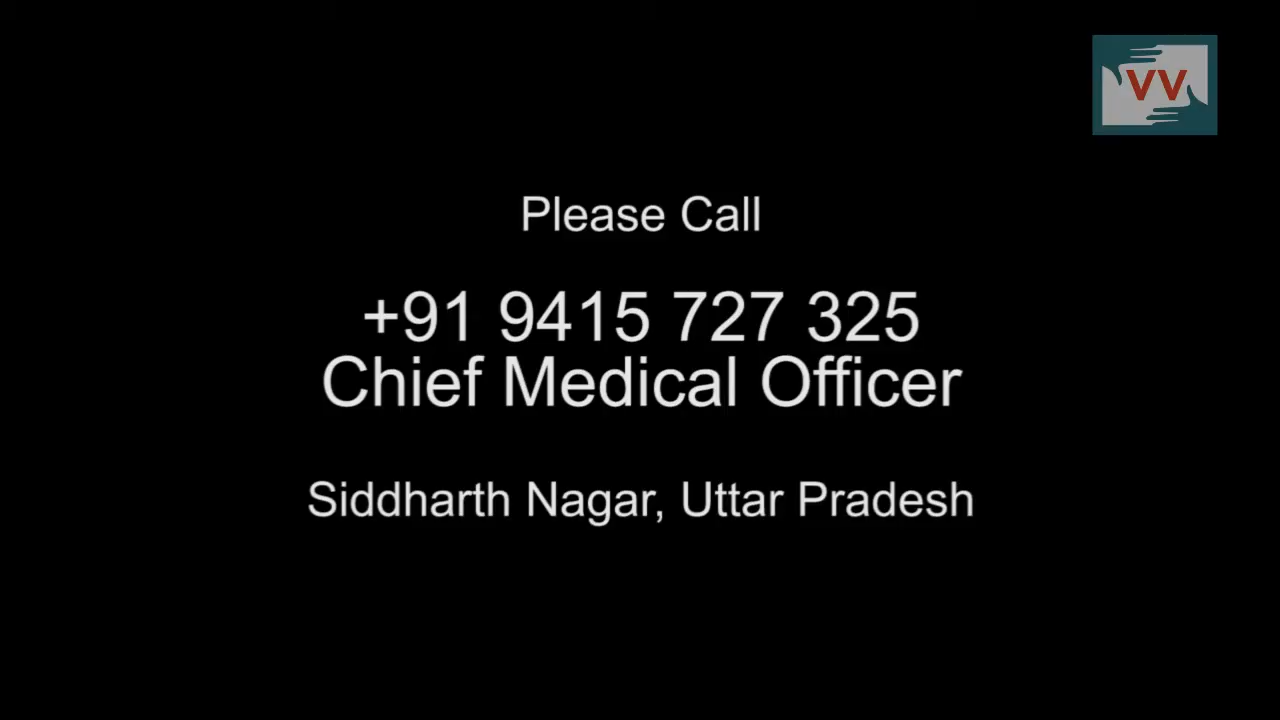 VV
Please Call
+91 9415 727 325
Chief Medical Officer
Siddharth Nagar, Uttar Pradesh